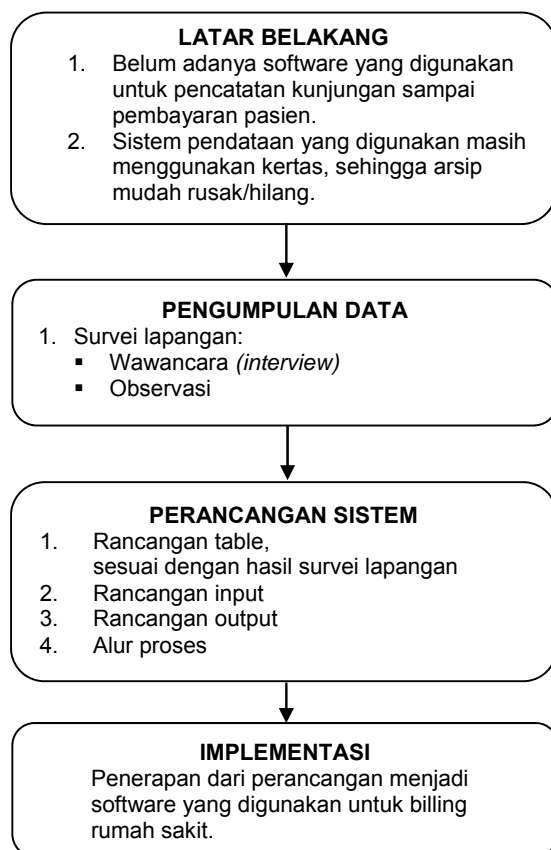 LATAR BELAKANG
1. Belum adanya software yang digunakan
untuk pencatatan kunjungan sampai
pembayaran pasien.
2. Sistem pendataan yang digunakan masih
menggunakan kertas, sehingga arsip
mudah rusak/hilang.
PENGUMPULAN DATA
1. Survei lapangan:
▪ Wawancara (interview)
▪ Observasi
PERANCANGAN SISTEM
1. Rancangan table,
sesuai dengan hasil survei lapangan
2. Rancangan input
3. Rancangan output
4. Alur proses
IMPLEMENTASI
Penerapan dari perancangan menjadi
software yang digunakan untuk billing
rumah sakit.